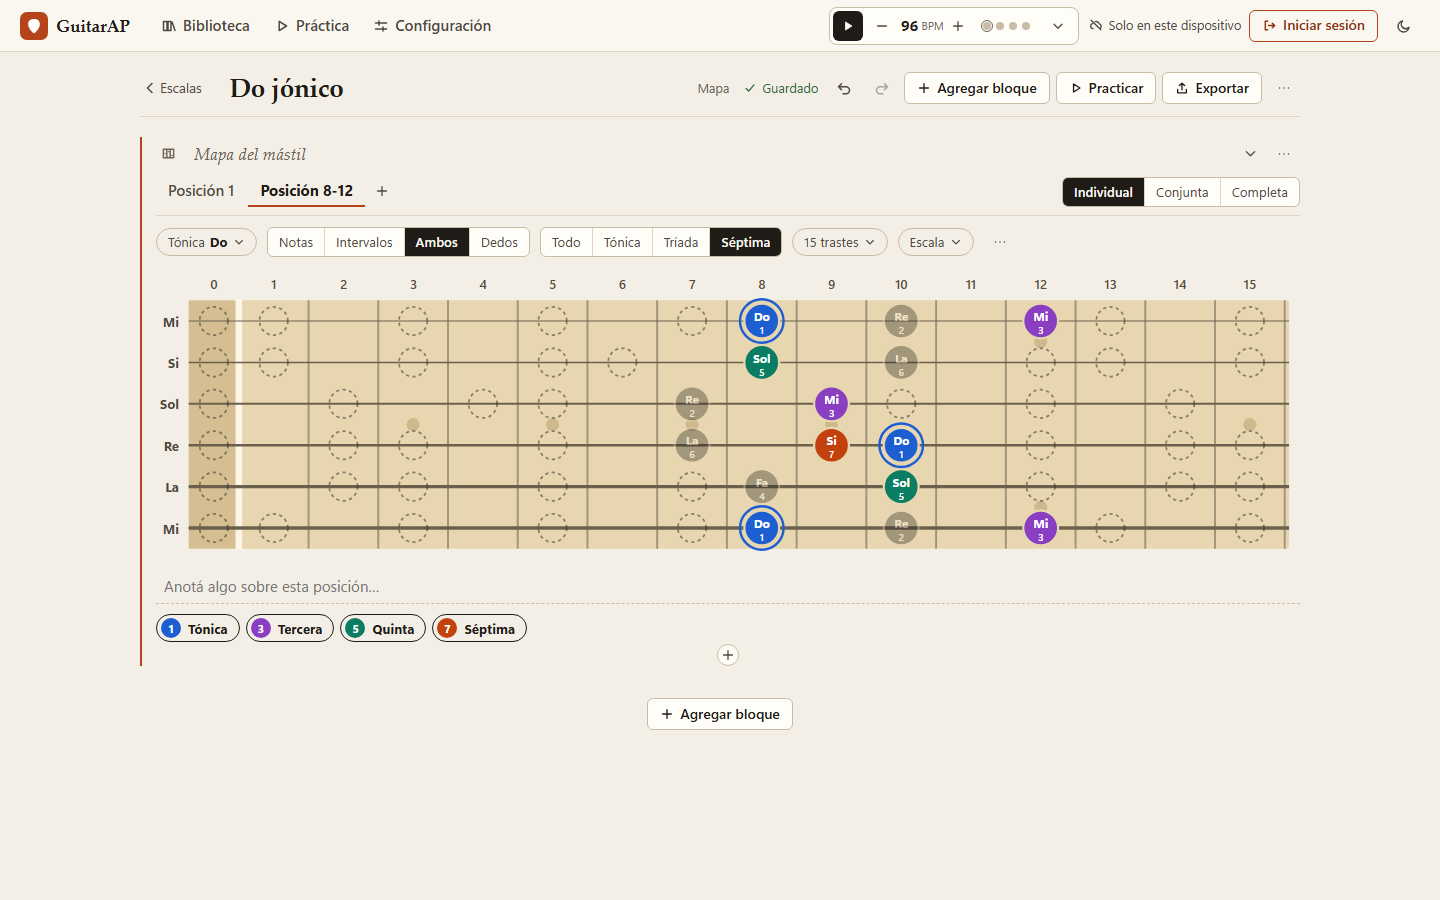 GuitarAP Biblioteca Práctica Configuración 96 BPM Solo en este dispositivo Iniciar sesión
Escalas Do jónico Mapa Guardado Agregar bloque Practicar Exportar ...
Mapa del mástil ...
Posición 1 Posición 8-12 + Individual Conjunta Completa
Tónica Do Notas Intervalos Ambos Dedos Todo Tónica Tríada Séptima 15 trastes Escala ...
0 1 2 3 4 5 6 7 8 9 10 11 12 13 14 15
Mi Do 1 Re 2 Mi 3
Si Sol 5 La 6
Sol Re 2 Mi 3
Re La 6 Si 7 Do 1
La Fa 4 Sol 5
Mi Do 1 Re 2 Mi 3
Anotá algo sobre esta posición...
1 Tónica 3 Tercera 5 Quinta 7 Séptima
+
+ Agregar bloque